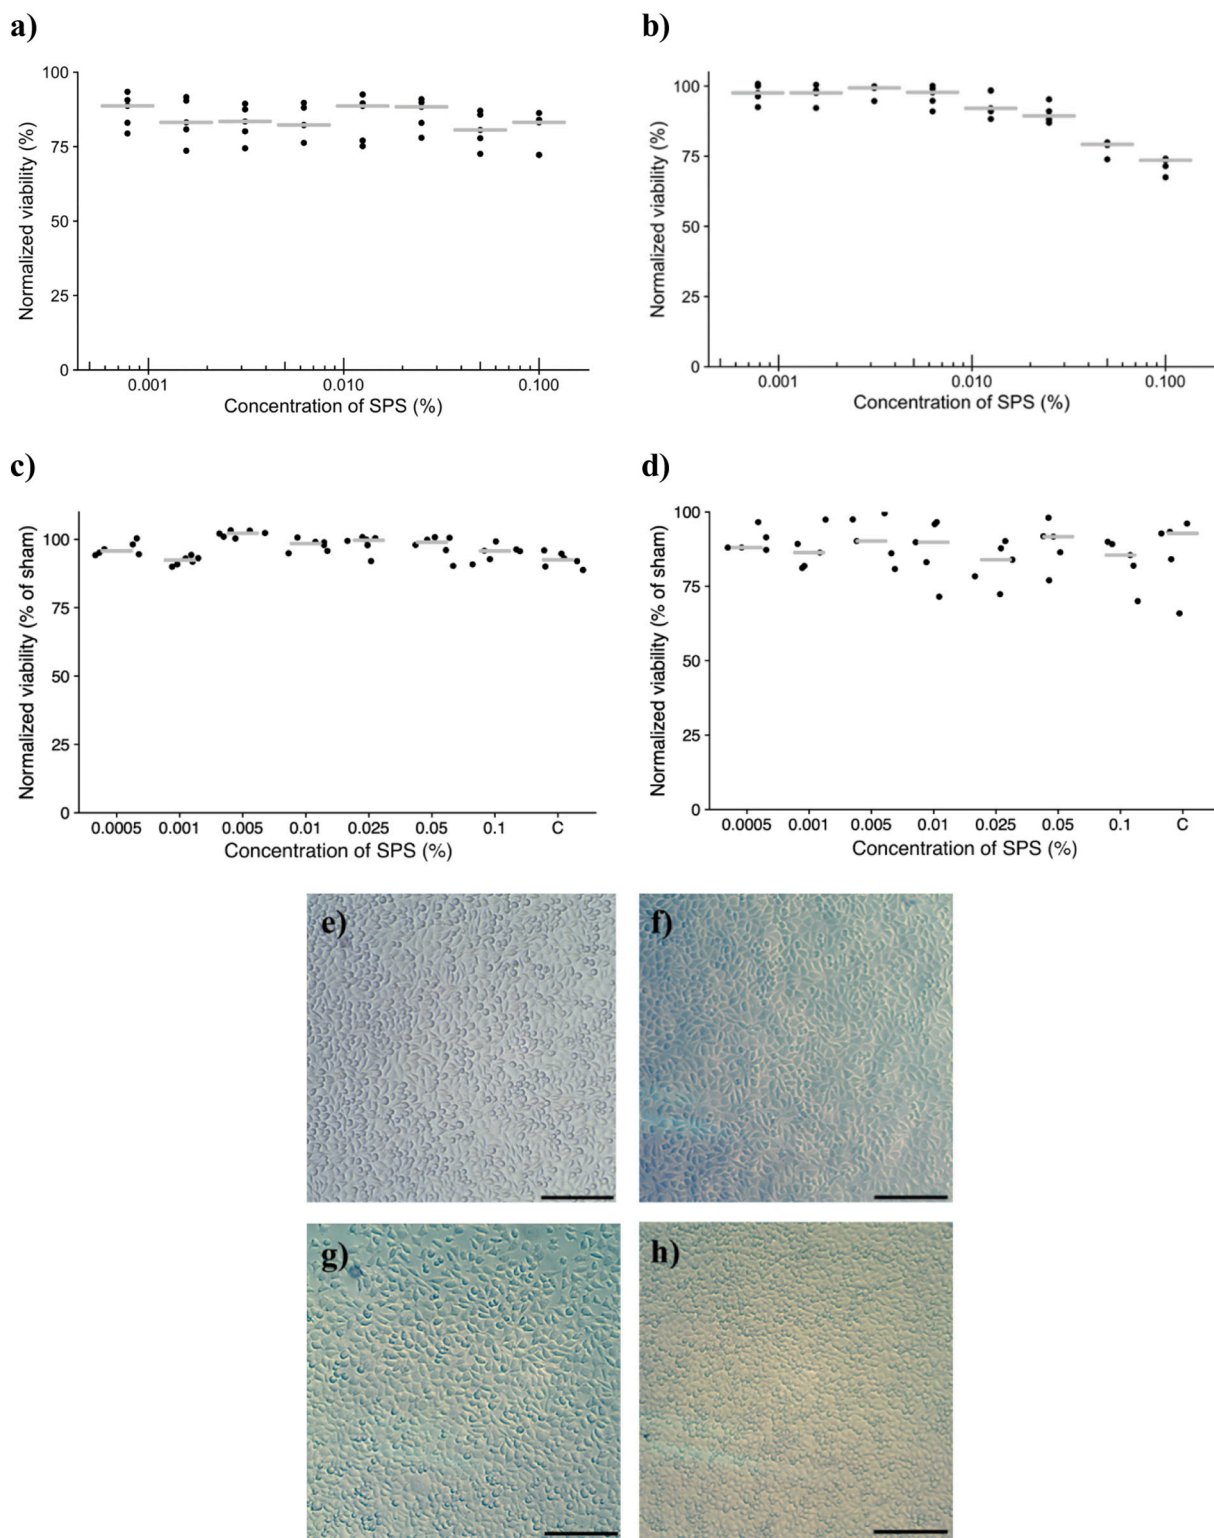 a)
Normalized viability (%)
100
75
50
25
0
0.001 0.010 0.100
Concentration of SPS (%)
b)
Normalized viability (%)
100
75
50
25
0
0.001 0.010 0.100
Concentration of SPS (%)
c)
Normalized viability (% of sham)
100
75
50
25
0
0.0005 0.001 0.005 0.01 0.025 0.05 0.1 C
Concentration of SPS (%)
d)
Normalized viability (% of sham)
100
75
50
25
0
0.0005 0.001 0.005 0.01 0.025 0.05 0.1 C
Concentration of SPS (%)
e)
f)
g)
h)